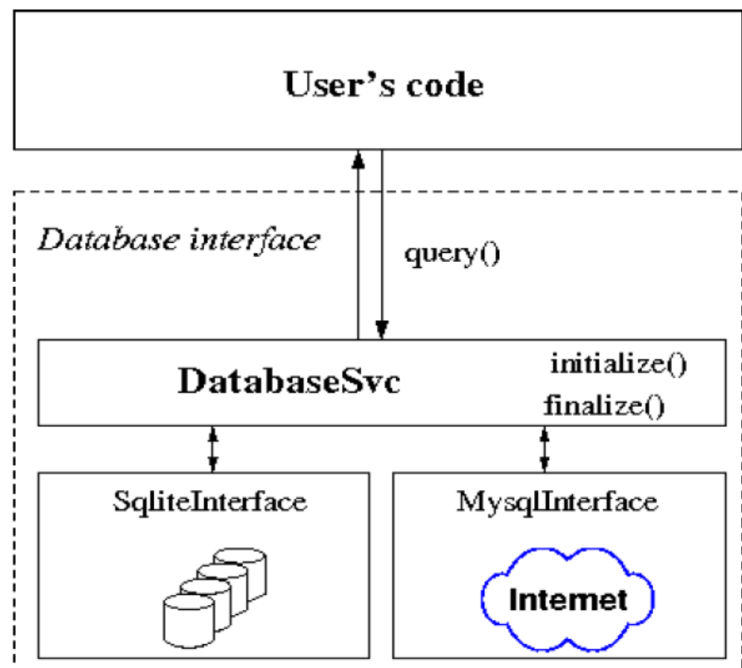 User's code
Database interface
query()
DatabaseSvc
initialize()
finalize()
SqliteInterface
MysqlInterface
Internet